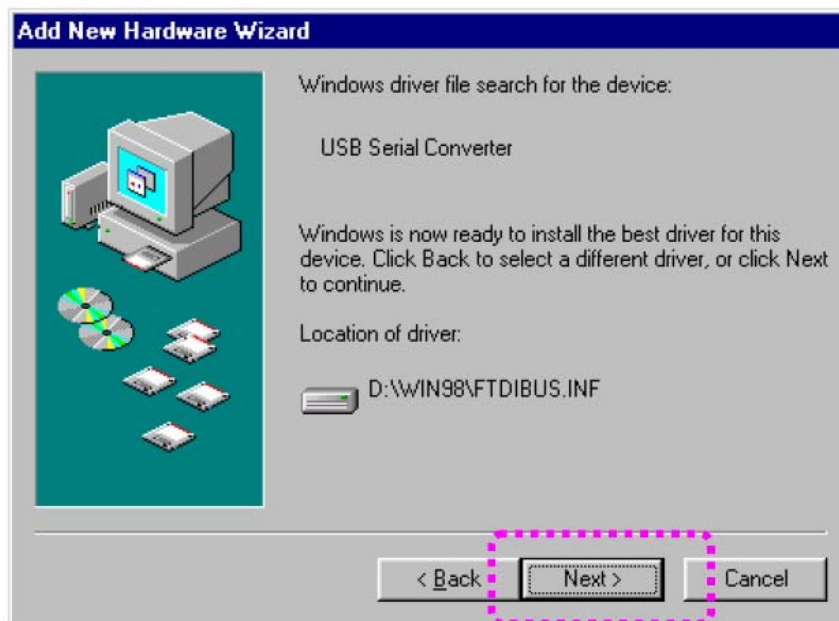 Add New Hardware Wizard
Windows driver file search for the device:
USB Serial Converter
Windows is now ready to install the best driver for this
device. Click Back to select a different driver, or click Next
to continue.
Location of driver:
D:\WIN98\FTDIBUS.INF
< Back Next > Cancel